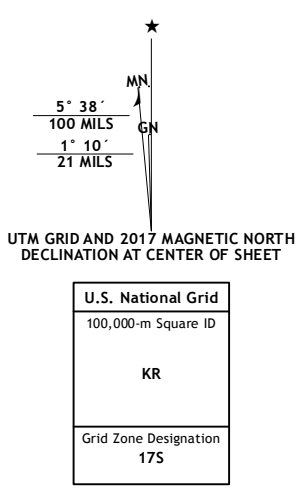 ★
MN
5° 38´
100 MILS
GN
1° 10´
21 MILS
UTM GRID AND 2017 MAGNETIC NORTH
DECLINATION AT CENTER OF SHEET
U.S. National Grid
100,000-m Square ID
KR
Grid Zone Designation
17S